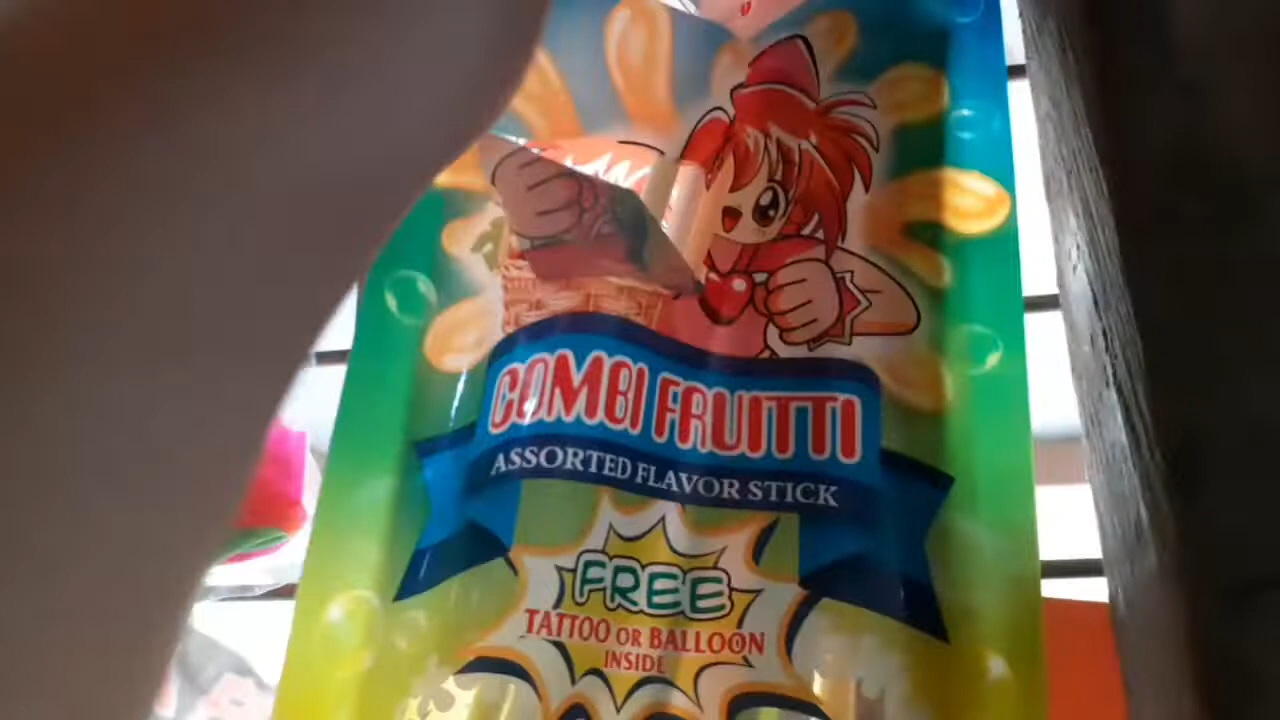 COMBI FRUITTI
ASSORTED FLAVOR STICK
FREE
TATTOO OR BALLOON
INSIDE